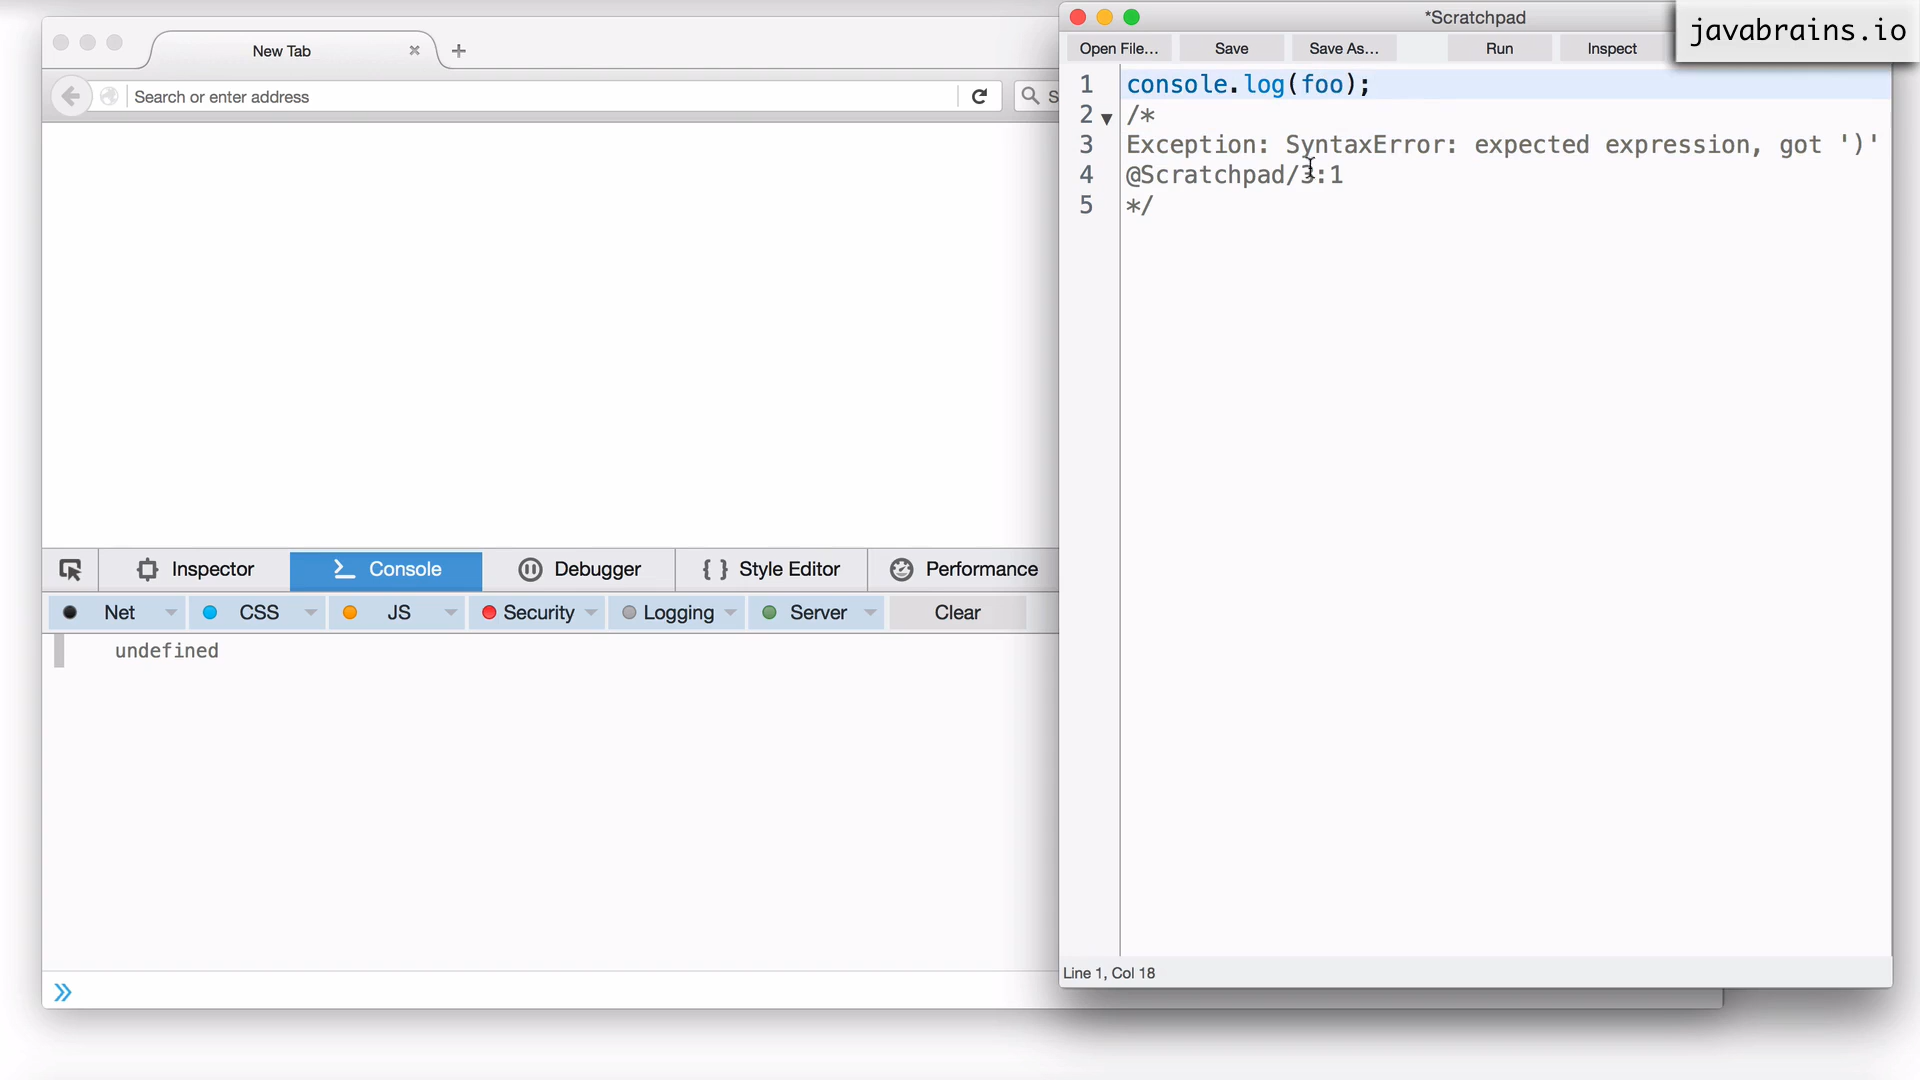 New Tab
Search or enter address
S
*Scratchpad
javabrains.io
Open File...
Save
Save As...
Run
Inspect
1 console.log(foo);
2 /*
3 Exception: SyntaxError: expected expression, got ')'
4 @Scratchpad/3:1
5 */
Inspector
Console
Debugger
{ } Style Editor
Performance
Net
CSS
JS
Security
Logging
Server
Clear
undefined
Line 1, Col 18